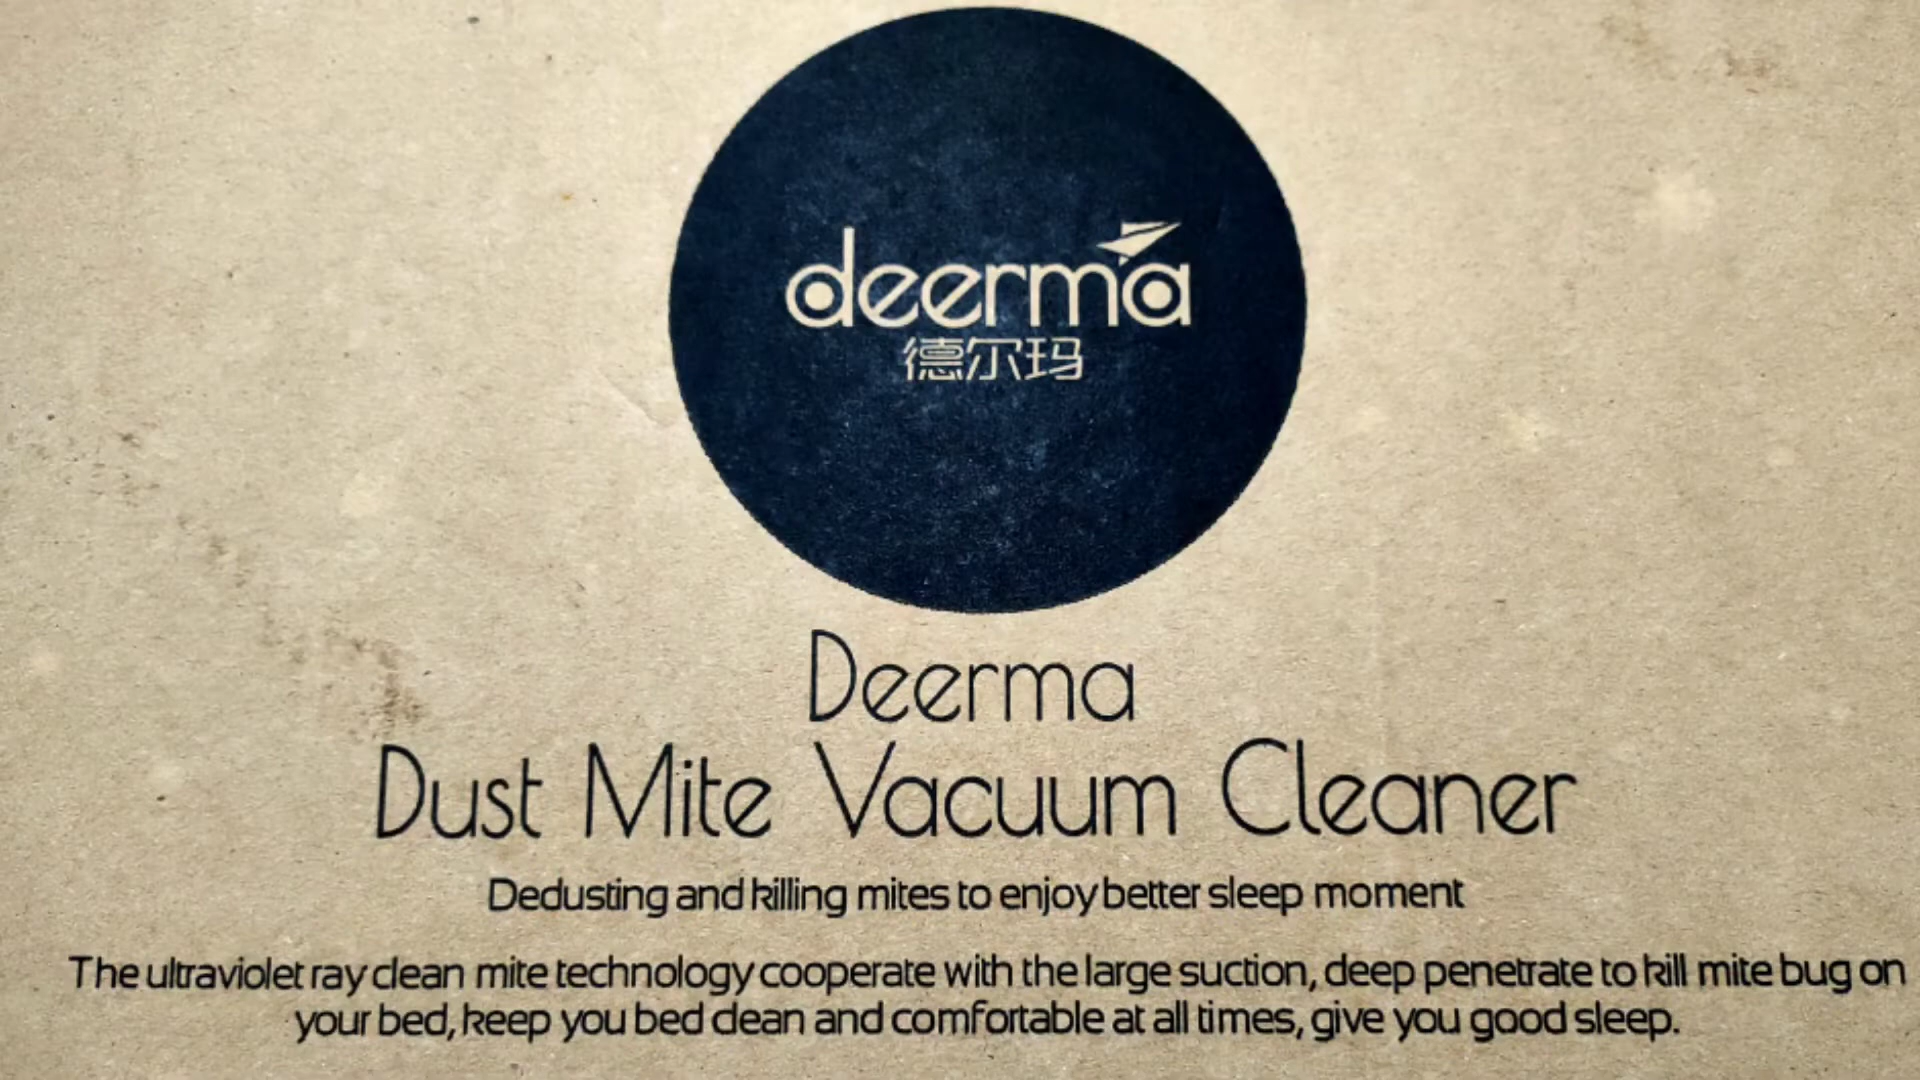 deerma
德尔玛
Deerma
Dust Mite Vacuum Cleaner
Dedusting and killing mites to enjoy better sleep moment
The ultraviolet ray clean mite technology cooperate with the large suction, deep penetrate to kill mite bug on
your bed, keep you bed clean and comfortable at all times, give you good sleep.